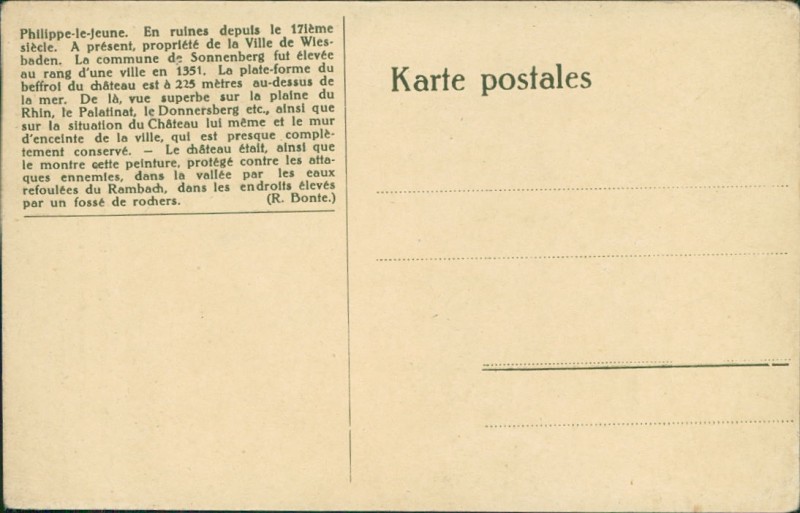 Philippe-le-Jeune. En ruines depuis le 17ième
siècle. A présent, propriété de la Ville de Wies-
baden. La commune de Sonnenberg fut élevée
au rang d'une ville en 1351. La plate-forme du
beffroi du château est à 225 mètres au-dessus de
la mer. De là, vue superbe sur la plaine du
Rhin, le Palatinat, le Donnersberg etc., ainsi que
sur la situation du Château lui même et le mur
d'enceinte de la ville, qui est presque complè-
tement conservé. — Le château était, ainsi que
le montre cette peinture, protégé contre les atta-
ques ennemies, dans la vallée par les eaux
refoulées du Rambach, dans les endroits élevés
par un fossé de rochers. (R. Bonte.)
Karte postales